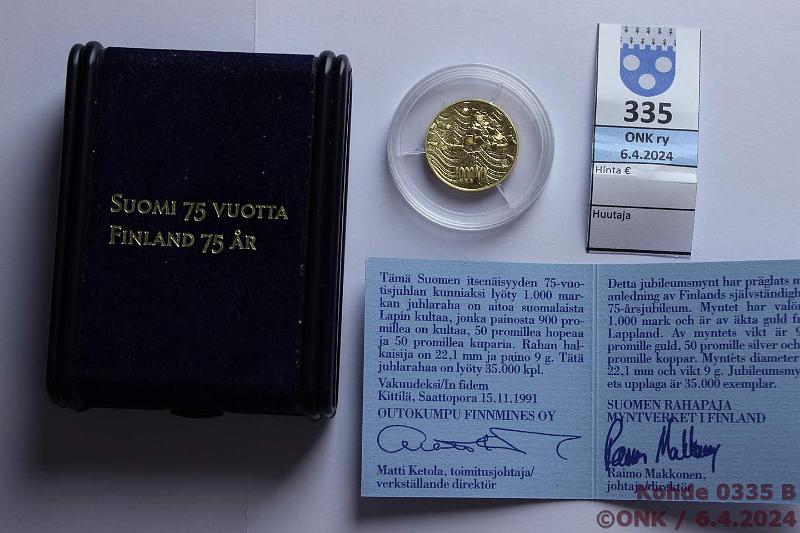 SUOMI 75 VUOTTA
FINLAND 75 ÅR
335
ONK ry
6.4.2024
Hinta €
Huutaja
Tämä Suomen itsenäisyyden 75-vuo-
tisjuhlan kunniaksi lyöty 1.000 mar-
kan juhlaraha on aitoa suomalaista
Lapin kultaa, jonka painosta 900 pro-
millea on kultaa, 50 promillea hopeaa
ja 50 promillea kuparia. Rahan hal-
kaisija on 22,1 mm ja paino 9 g. Tätä
juhlarahaa on lyöty 35.000 kpl.
Vakuudeksi/In fidem
Kittilä, Saattopora 15.11.1991
OUTOKUMPU FINNMINES OY
Matti Ketola, toimitusjohtaja/
verkställande direktör
Detta jubileumsmynt har präglats m
anledning av Finlands självständigh
75-årsjubileum. Myntet har valör
1.000 mark och är av äkta guld fr
Lappland. Av myntets vikt är 9
promille guld, 50 promille silver och
promille koppar. Myntets diameter
22,1 mm och vikt 9 g. Jubileumsmy
ets upplaga är 35.000 exemplar.
SUOMEN RAHAPAJA
MYNTVERKET I FINLAND
Raimo Makkonen,
johtaja/direktör
Kohde 0335 B
©ONK / 6.4.2024